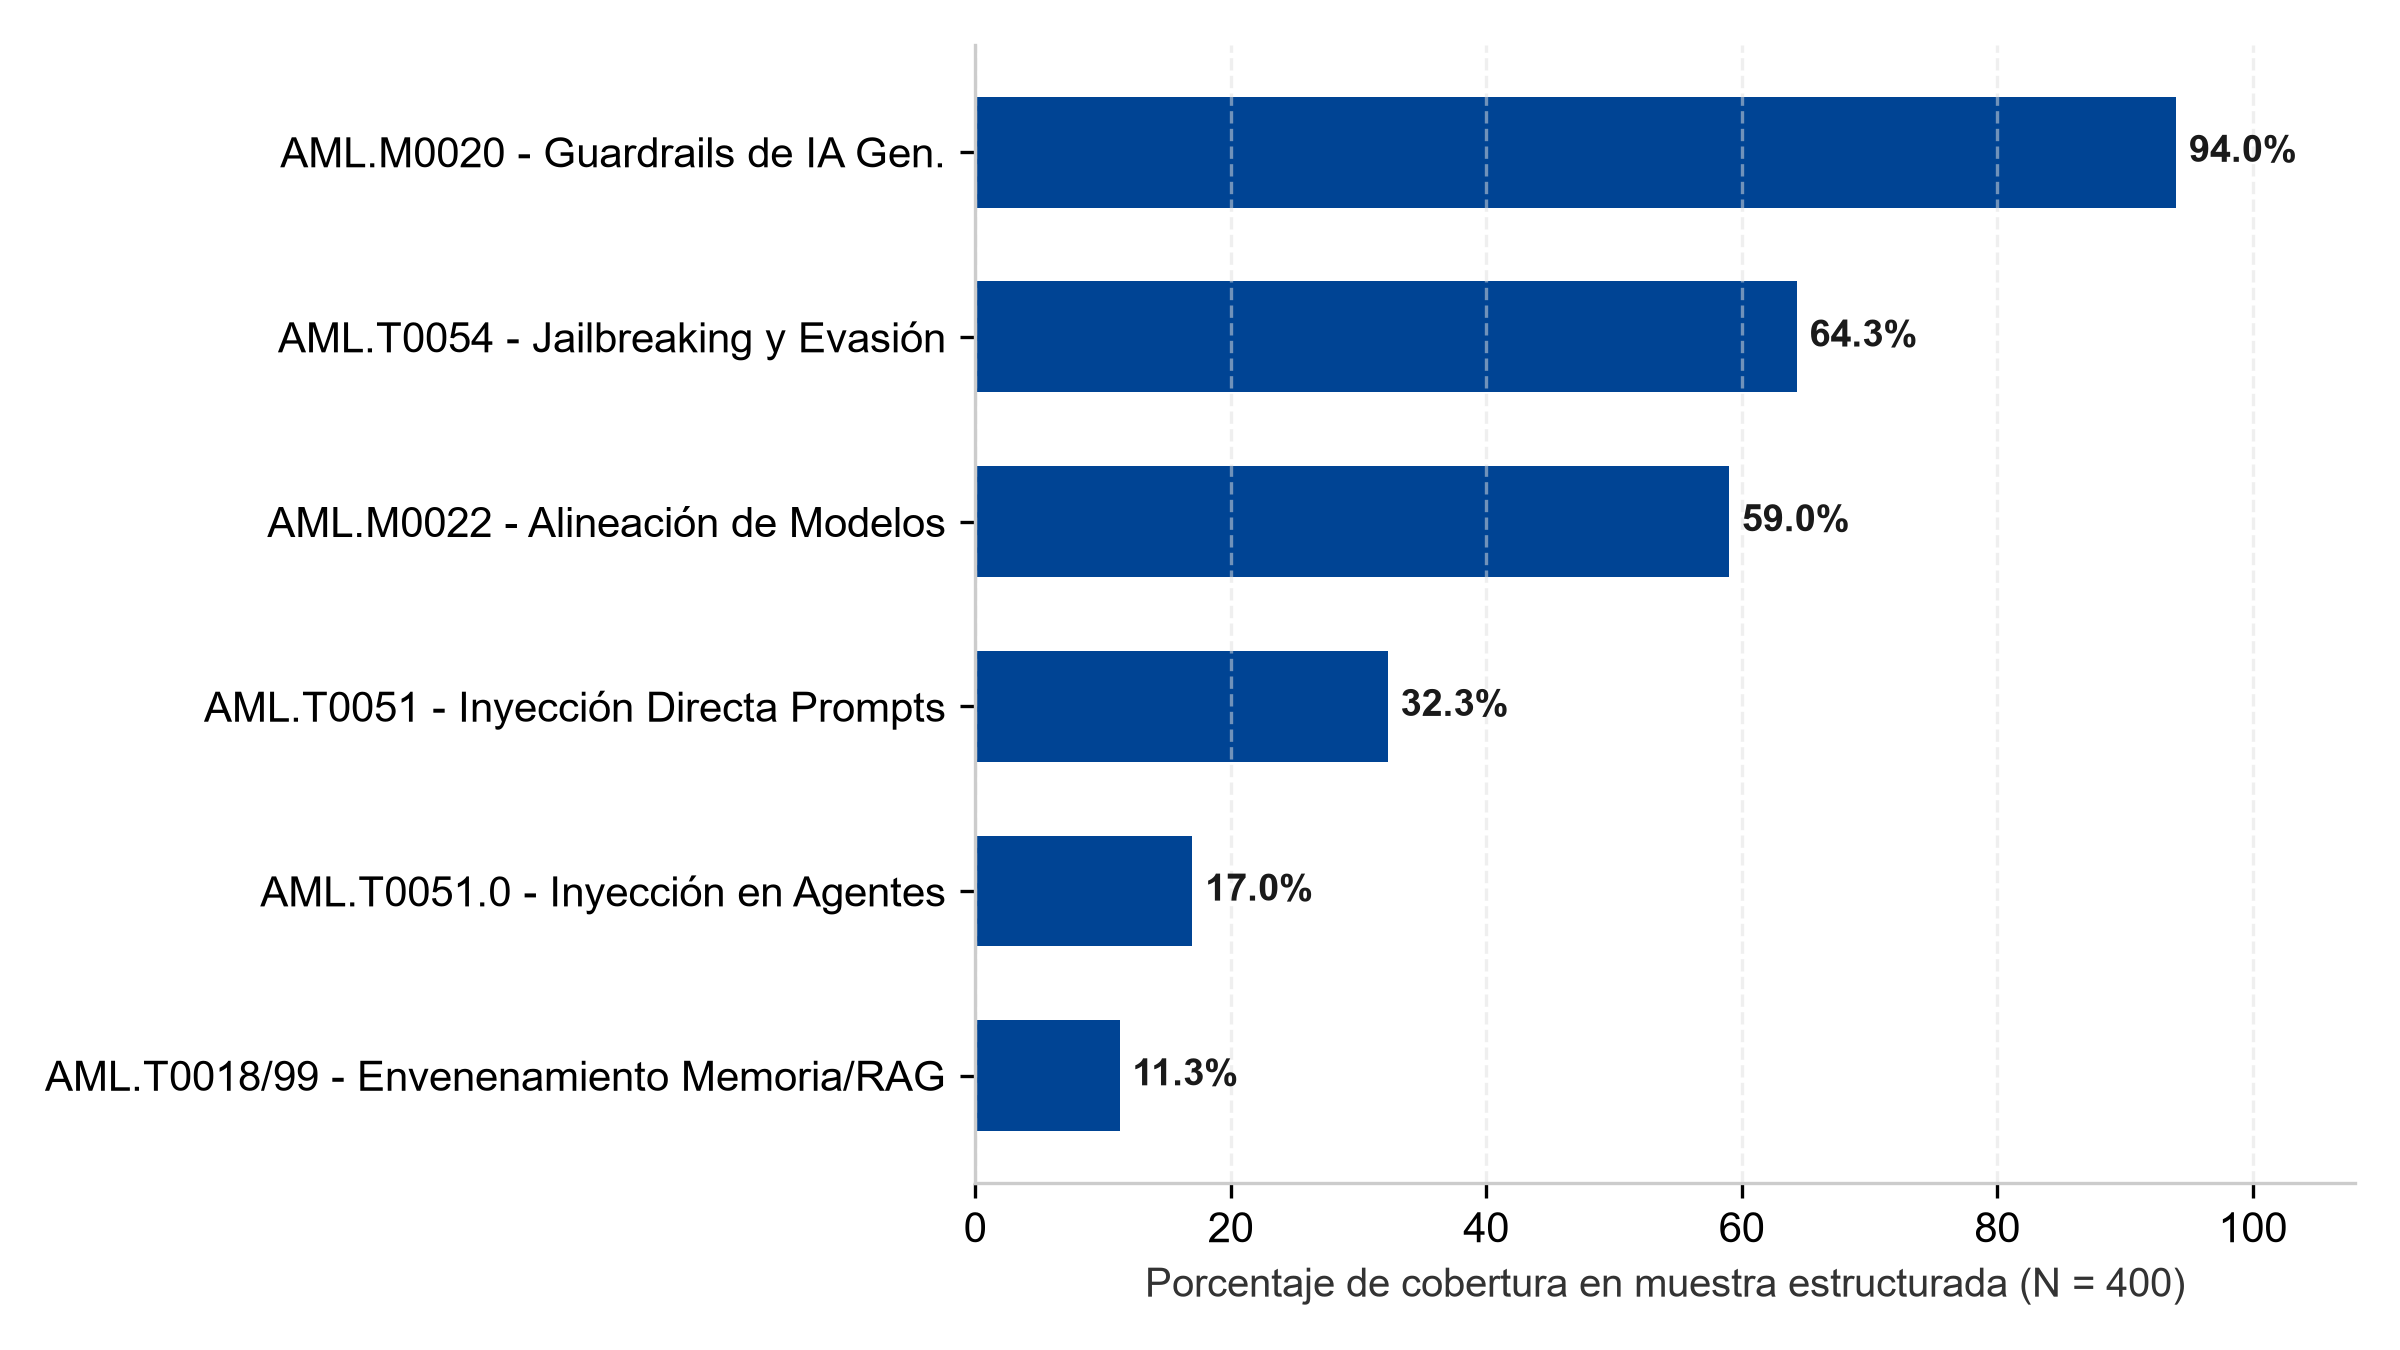 AML.M0020 - Guardrails de IA Gen.
94.0%
AML.T0054 - Jailbreaking y Evasión
64.3%
AML.M0022 - Alineación de Modelos
59.0%
AML.T0051 - Inyección Directa Prompts
32.3%
AML.T0051.0 - Inyección en Agentes
17.0%
AML.T0018/99 - Envenenamiento Memoria/RAG
11.3%
0 20 40 60 80 100
Porcentaje de cobertura en muestra estructurada (N = 400)